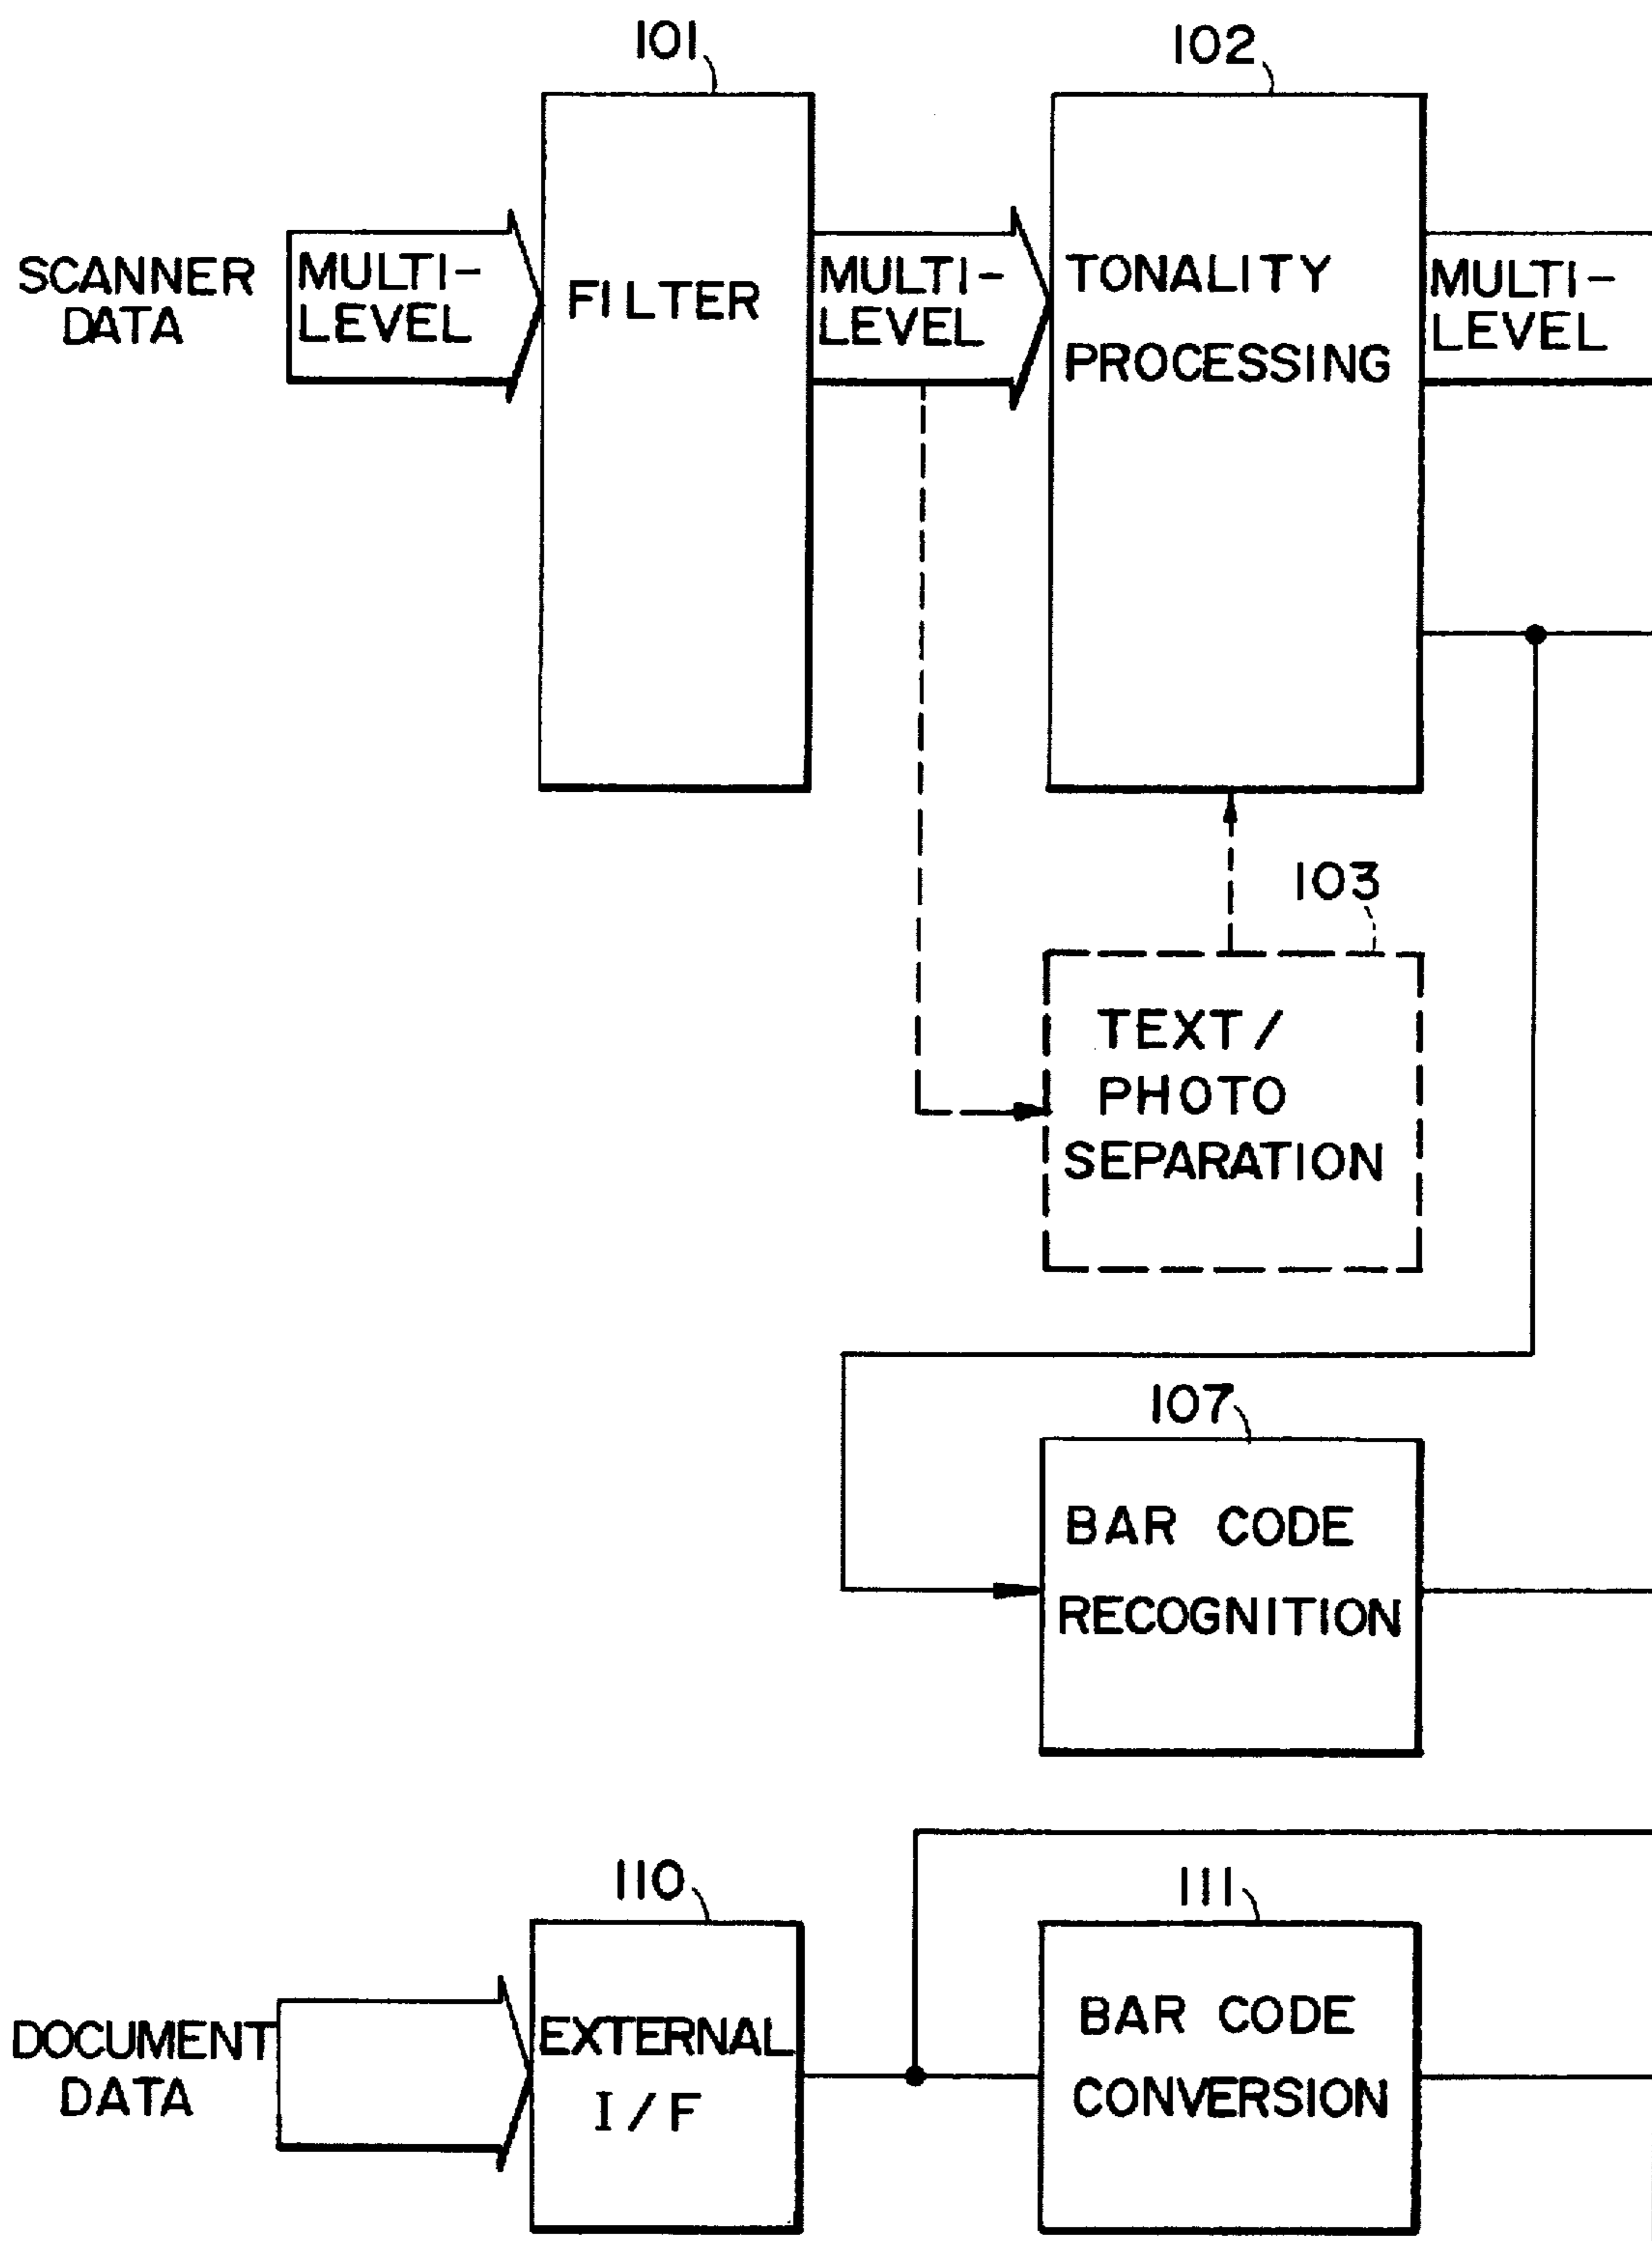 101
102
SCANNER
DATA
MULTI-
LEVEL
FILTER
MULTI-
LEVEL
TONALITY
PROCESSING
MULTI-
LEVEL
103
TEXT/
PHOTO
SEPARATION
107
BAR CODE
RECOGNITION
110
111
DOCUMENT
DATA
EXTERNAL
I/F
BAR CODE
CONVERSION